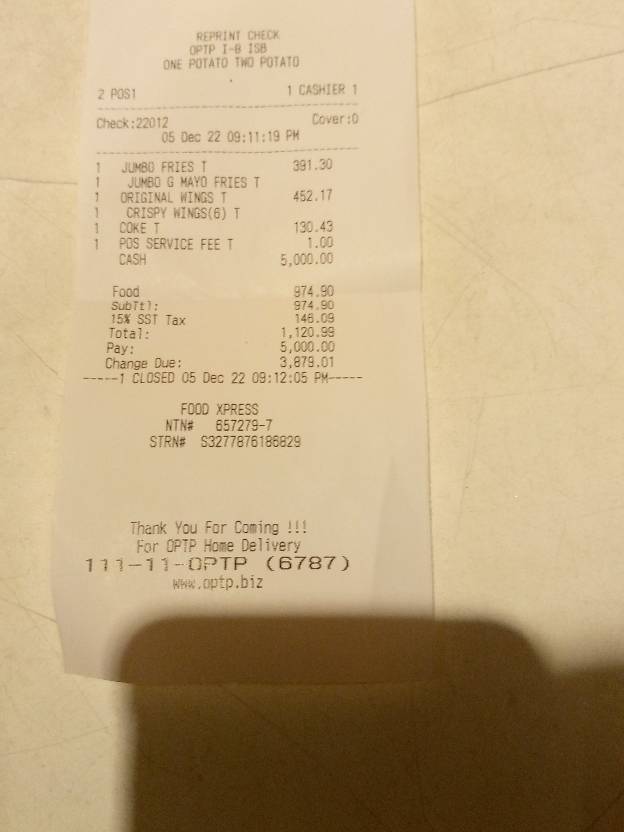 REPRINT CHECK
OPTP I-8 ISB
ONE POTATO TWO POTATO
2 POS1 1 CASHIER 1
Check:22012 Cover:0
05 Dec 22 09:11:19 PM
1 JUMBO FRIES T 391.30
1 JUMBO G MAYO FRIES T
1 ORIGINAL WINGS T 452.17
1 CRISPY WINGS(6) T
1 COKE T 130.43
1 POS SERVICE FEE T 1.00
CASH 5,000.00
Food 974.90
SubTtl: 974.90
15% SST Tax 146.09
Total: 1,120.99
Pay: 5,000.00
Change Due: 3,879.01
-----1 CLOSED 05 Dec 22 09:12:05 PM-----
FOOD XPRESS
NTN# 657279-7
STRN# S3277876186829
Thank You For Coming !!!
For OPTP Home Delivery
111-11-OPTP (6787)
www.optp.biz